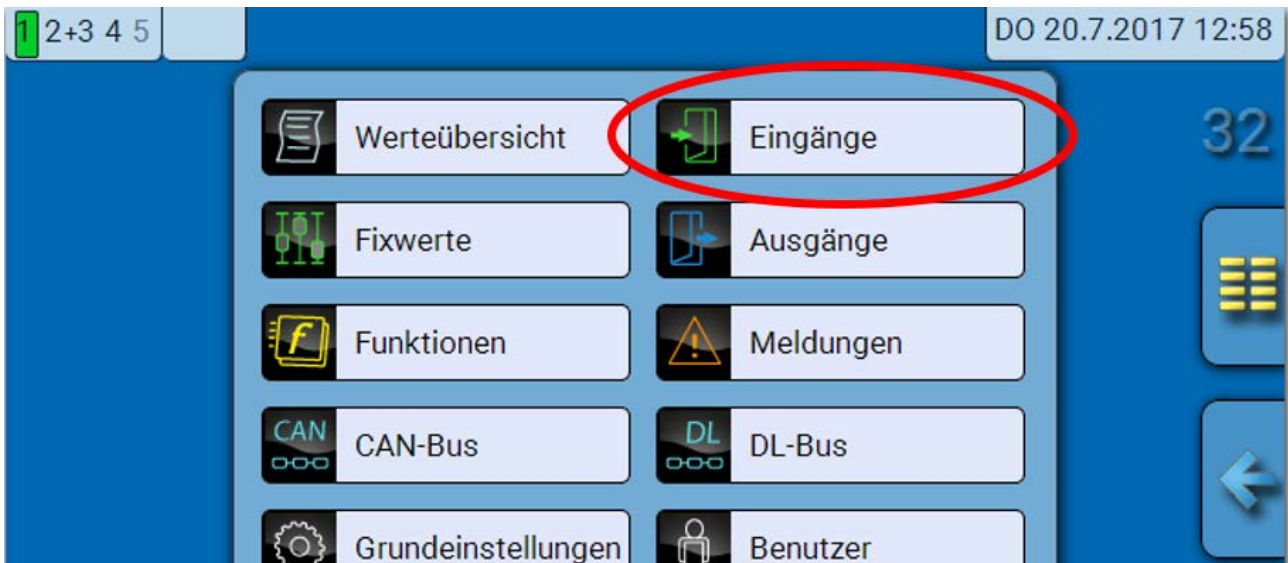 1 2+3 4 5
DO 20.7.2017 12:58
Werteübersicht
Eingänge
32
Fixwerte
Ausgänge
f Funktionen
Meldungen
CAN CAN-Bus
DL DL-Bus
Grundeinstellungen
Benutzer